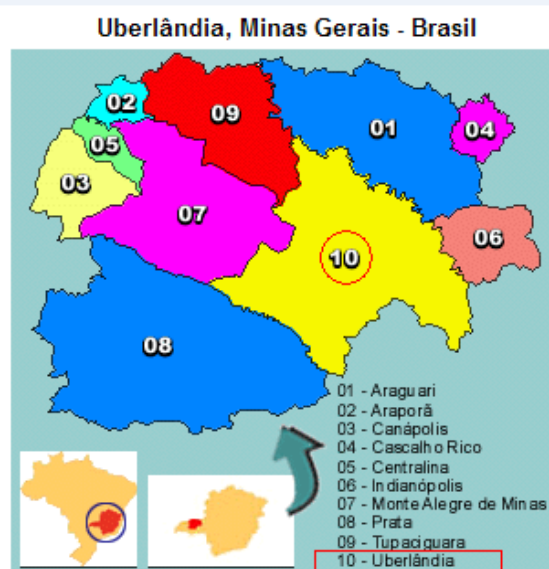 Uberlândia, Minas Gerais - Brasil
02
09
01
04
05
03
07
06
10
08
01 - Araguari
02 - Araporã
03 - Canápolis
04 - Cascalho Rico
05 - Centralina
06 - Indianópolis
07 - Monte Alegre de Minas
08 - Prata
09 - Tupaciguara
10 - Uberlândia